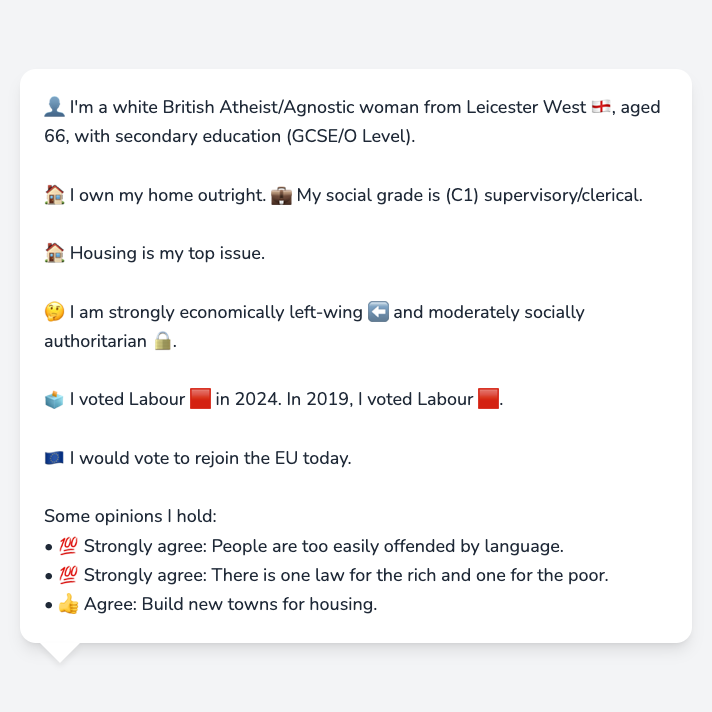 👤 I'm a white British Atheist/Agnostic woman from Leicester West 🏴󠁧󠁢󠁥󠁮󠁧󠁿, aged
66, with secondary education (GCSE/O Level).
🏠 I own my home outright. 💼 My social grade is (C1) supervisory/clerical.
🏠 Housing is my top issue.
🤔 I am strongly economically left-wing ⬅️ and moderately socially
authoritarian 🔒.
🗳️ I voted Labour 🟥 in 2024. In 2019, I voted Labour 🟥.
🇪🇺 I would vote to rejoin the EU today.
Some opinions I hold:
• 💯 Strongly agree: People are too easily offended by language.
• 💯 Strongly agree: There is one law for the rich and one for the poor.
• 👍 Agree: Build new towns for housing.